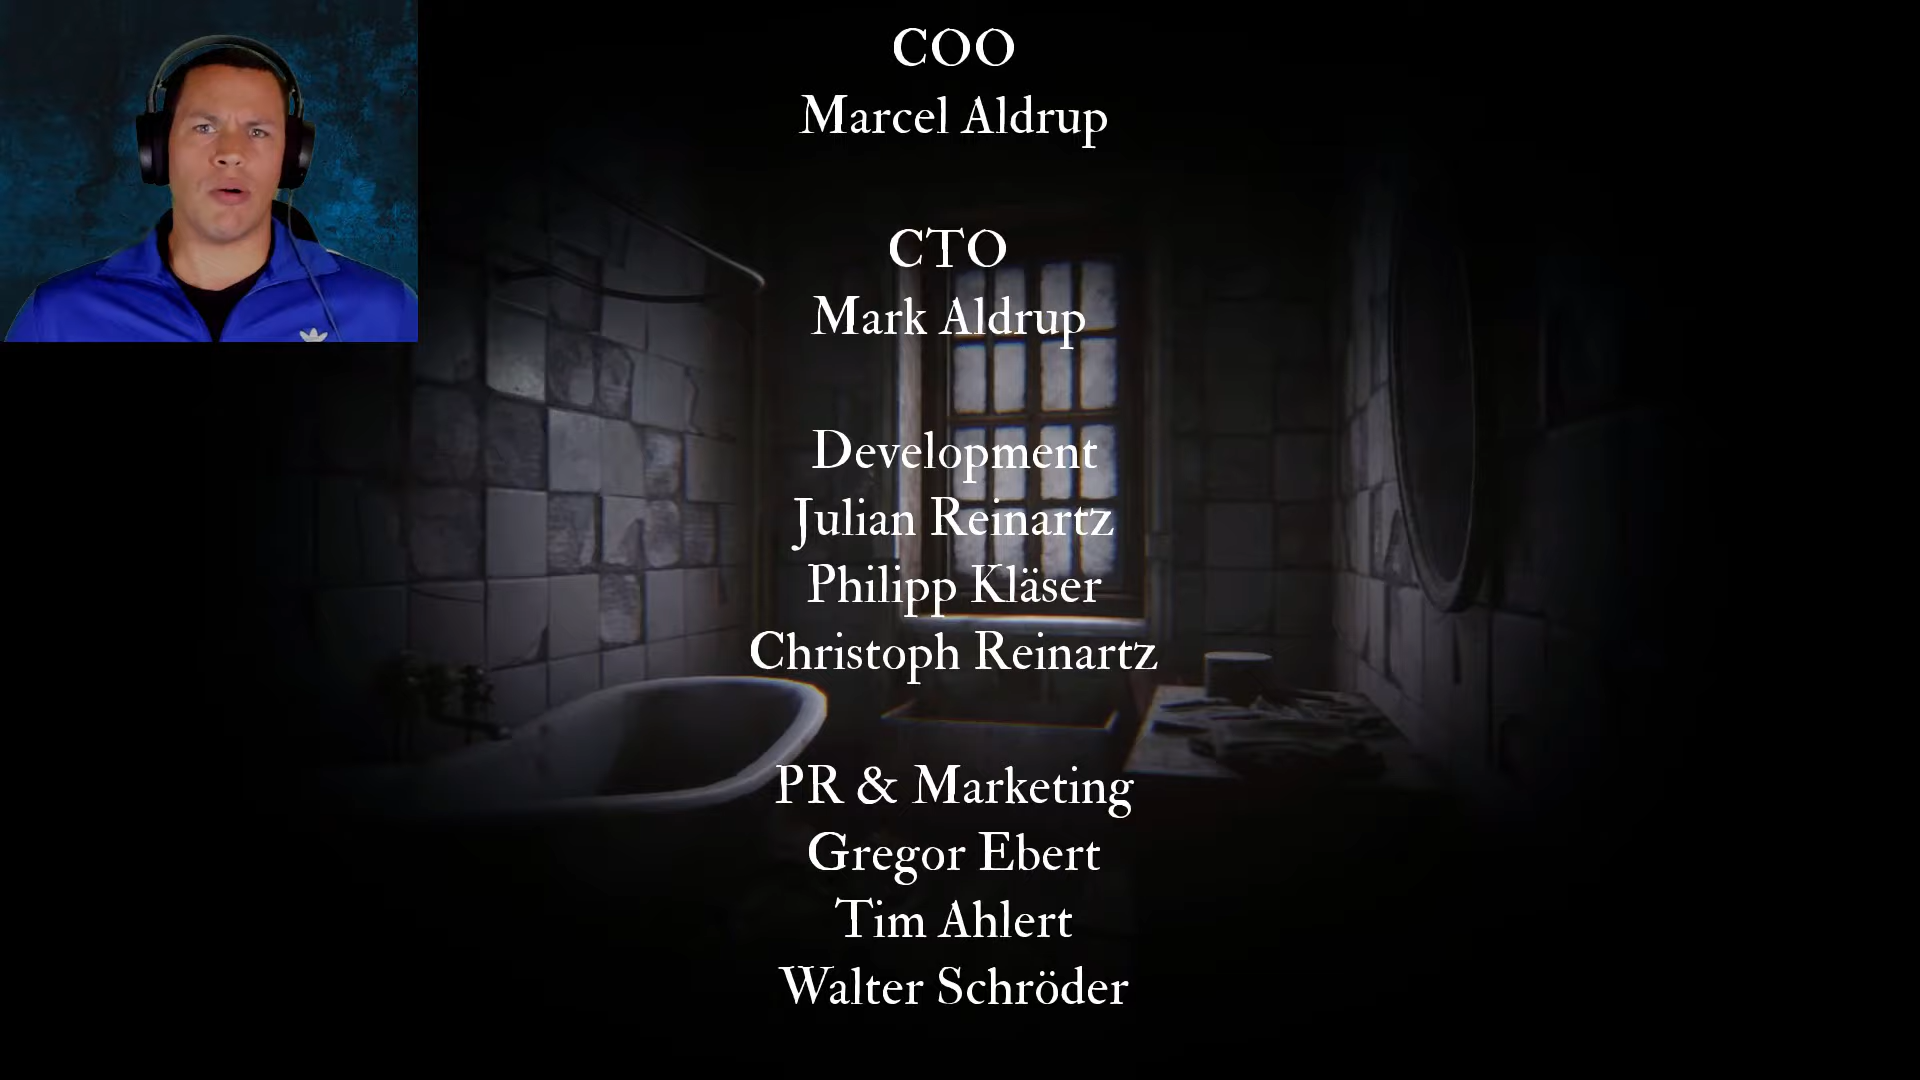 COO
Marcel Aldrup
CTO
Mark Aldrup
Development
Julian Reinartz
Philipp Kläser
Christoph Reinartz
PR & Marketing
Gregor Ebert
Tim Ahlert
Walter Schröder